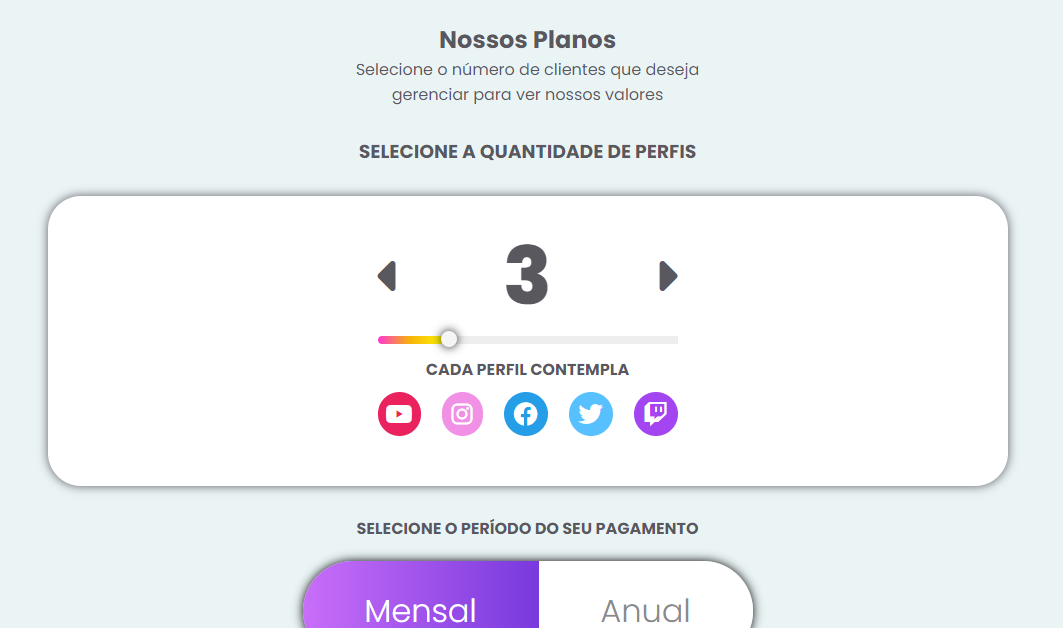 Nossos Planos
Selecione o número de clientes que deseja
gerenciar para ver nossos valores
SELECIONE A QUANTIDADE DE PERFIS
3
CADA PERFIL CONTEMPLA
SELECIONE O PERÍODO DO SEU PAGAMENTO
Mensal Anual